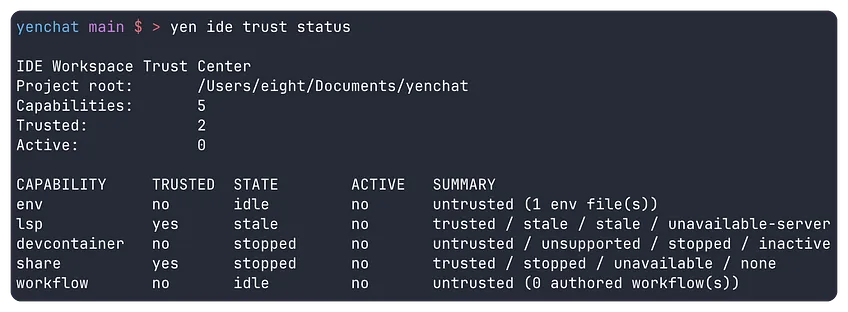 yenchat main $ > yen ide trust status
IDE Workspace Trust Center
Project root: /Users/eight/Documents/yenchat
Capabilities: 5
Trusted: 2
Active: 0
CAPABILITY TRUSTED STATE ACTIVE SUMMARY
env no idle no untrusted (1 env file(s))
lsp yes stale no trusted / stale / stale / unavailable-server
devcontainer no stopped no untrusted / unsupported / stopped / inactive
share yes stopped no trusted / stopped / unavailable / none
workflow no idle no untrusted (0 authored workflow(s))